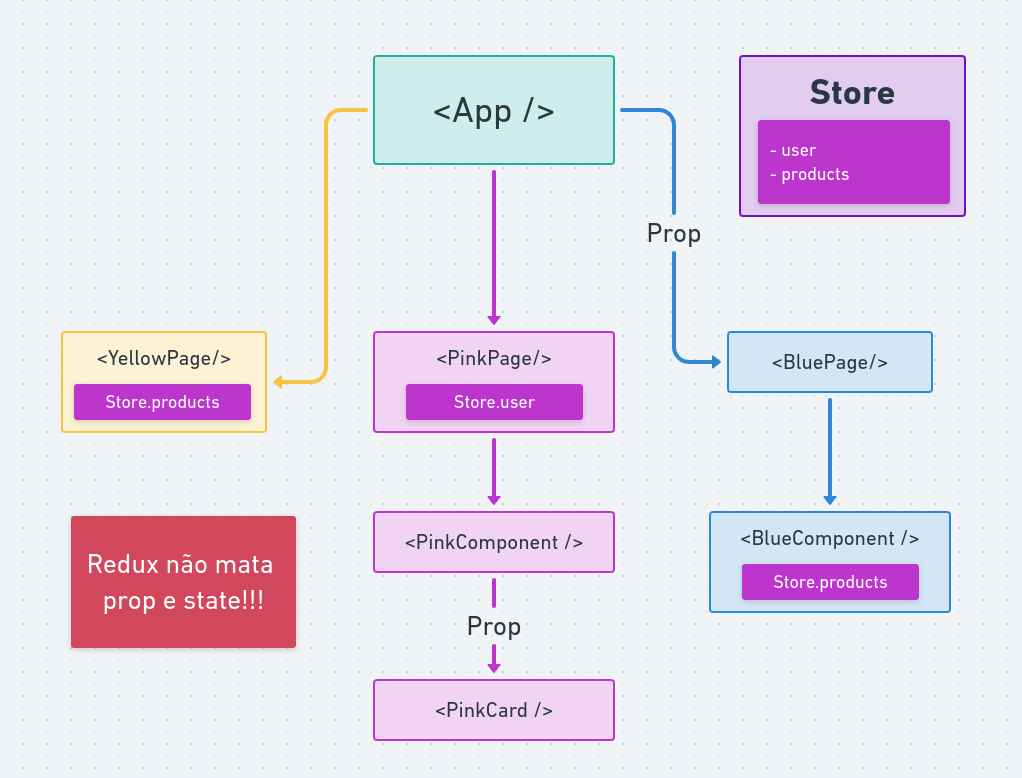 <App />
Store
- user
- products
Prop
<YellowPage/>
Store.products
<PinkPage/>
Store.user
<BluePage/>
<PinkComponent />
<BlueComponent />
Store.products
Redux não mata
prop e state!!!
Prop
<PinkCard />